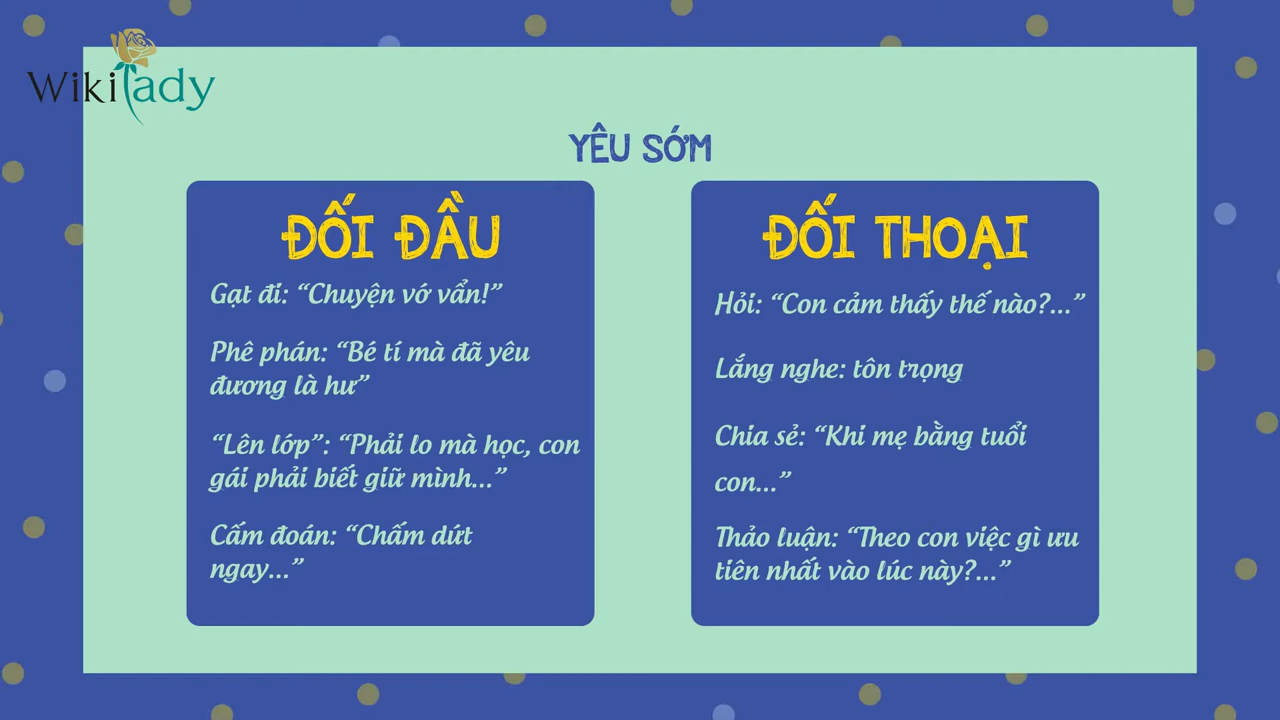 WikiLady
YÊU SỚM
ĐỐI ĐẦU
Gạt đi: “Chuyện vớ vẩn!”
Phê phán: “Bé tí mà đã yêu
đương là hư”
“Lên lớp”: “Phải lo mà học, con
gái phải biết giữ mình...”
Cấm đoán: “Chấm dứt
ngay...”
ĐỐI THOẠI
Hỏi: “Con cảm thấy thế nào?...”
Lắng nghe: tôn trọng
Chia sẻ: “Khi mẹ bằng tuổi
con...”
Thảo luận: “Theo con việc gì ưu
tiên nhất vào lúc này?...”